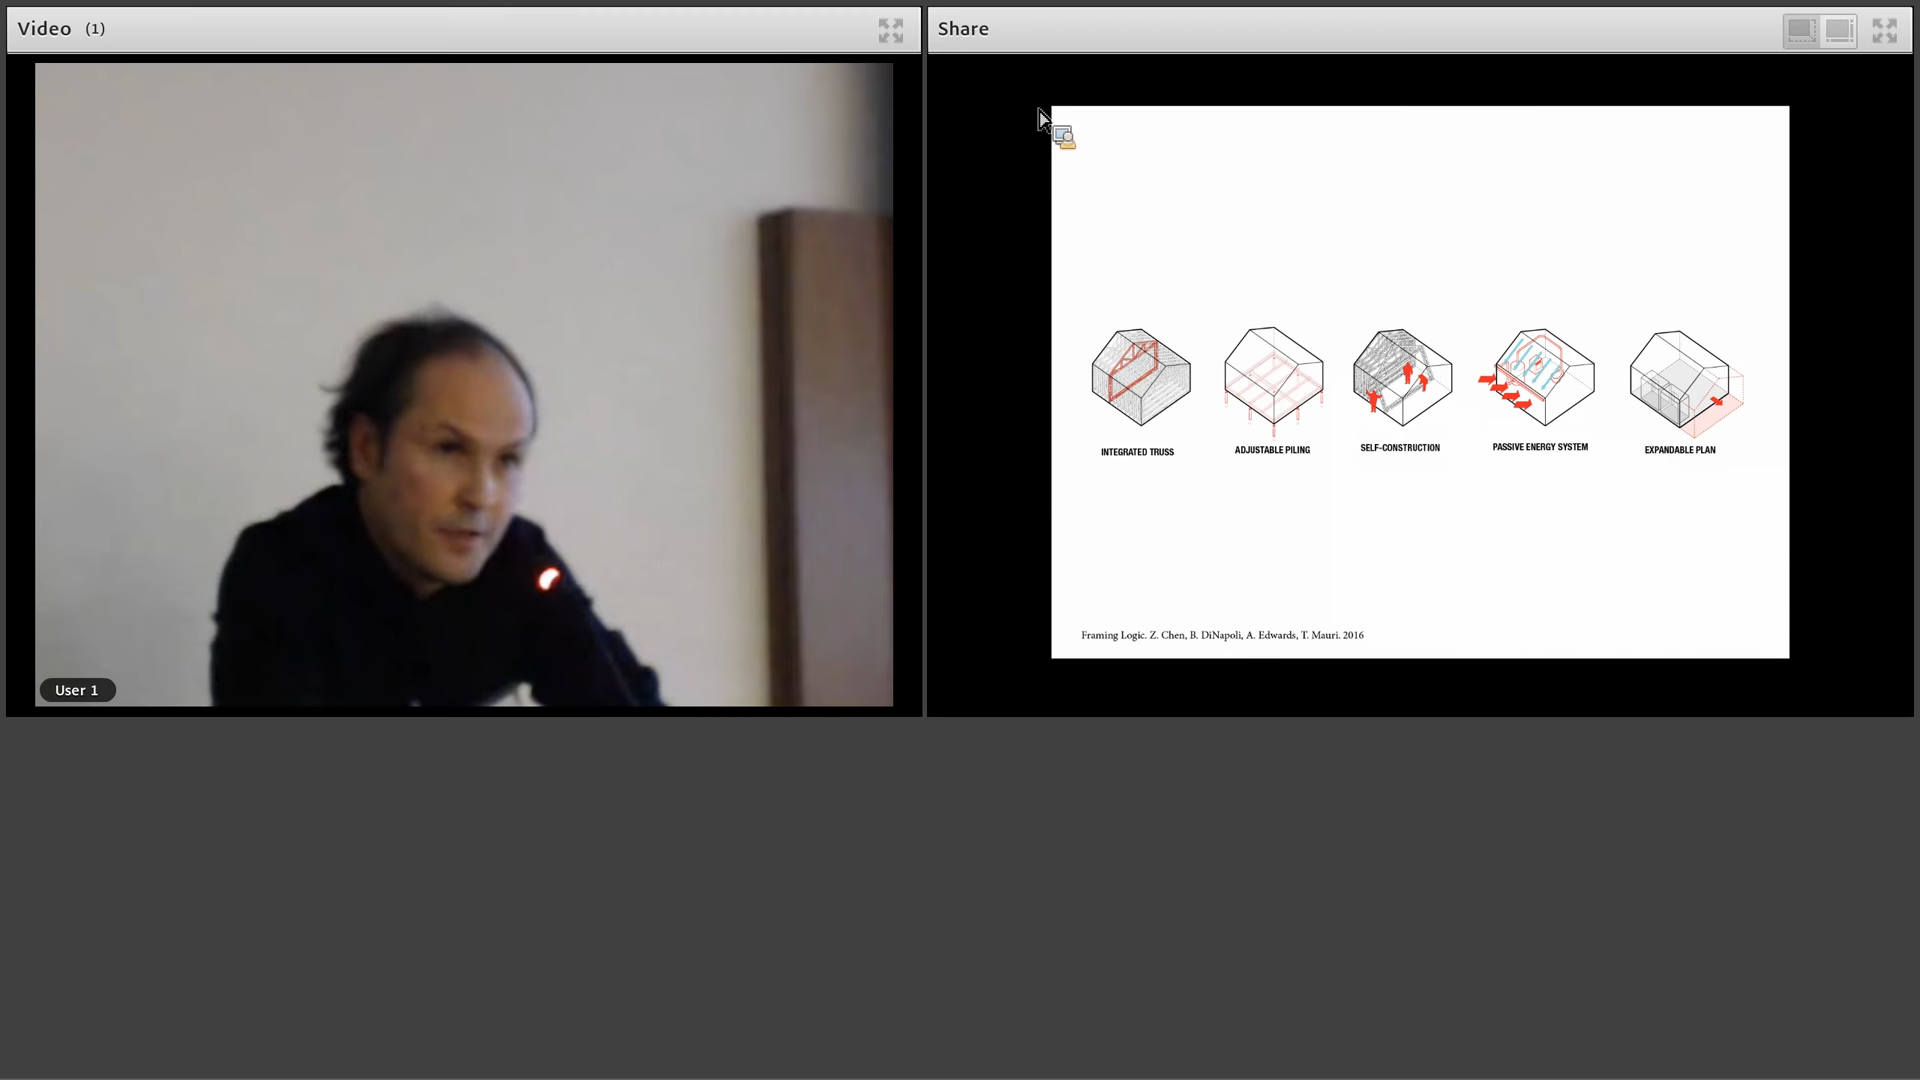 Video (1)
Share
INTEGRATED TRUSS
ADJUSTABLE PILING
SELF-CONSTRUCTION
PASSIVE ENERGY SYSTEM
EXPANDABLE PLAN
Framing Logic. Z. Chen, B. DiNapoli, A. Edwards, T. Mauri. 2016
User 1